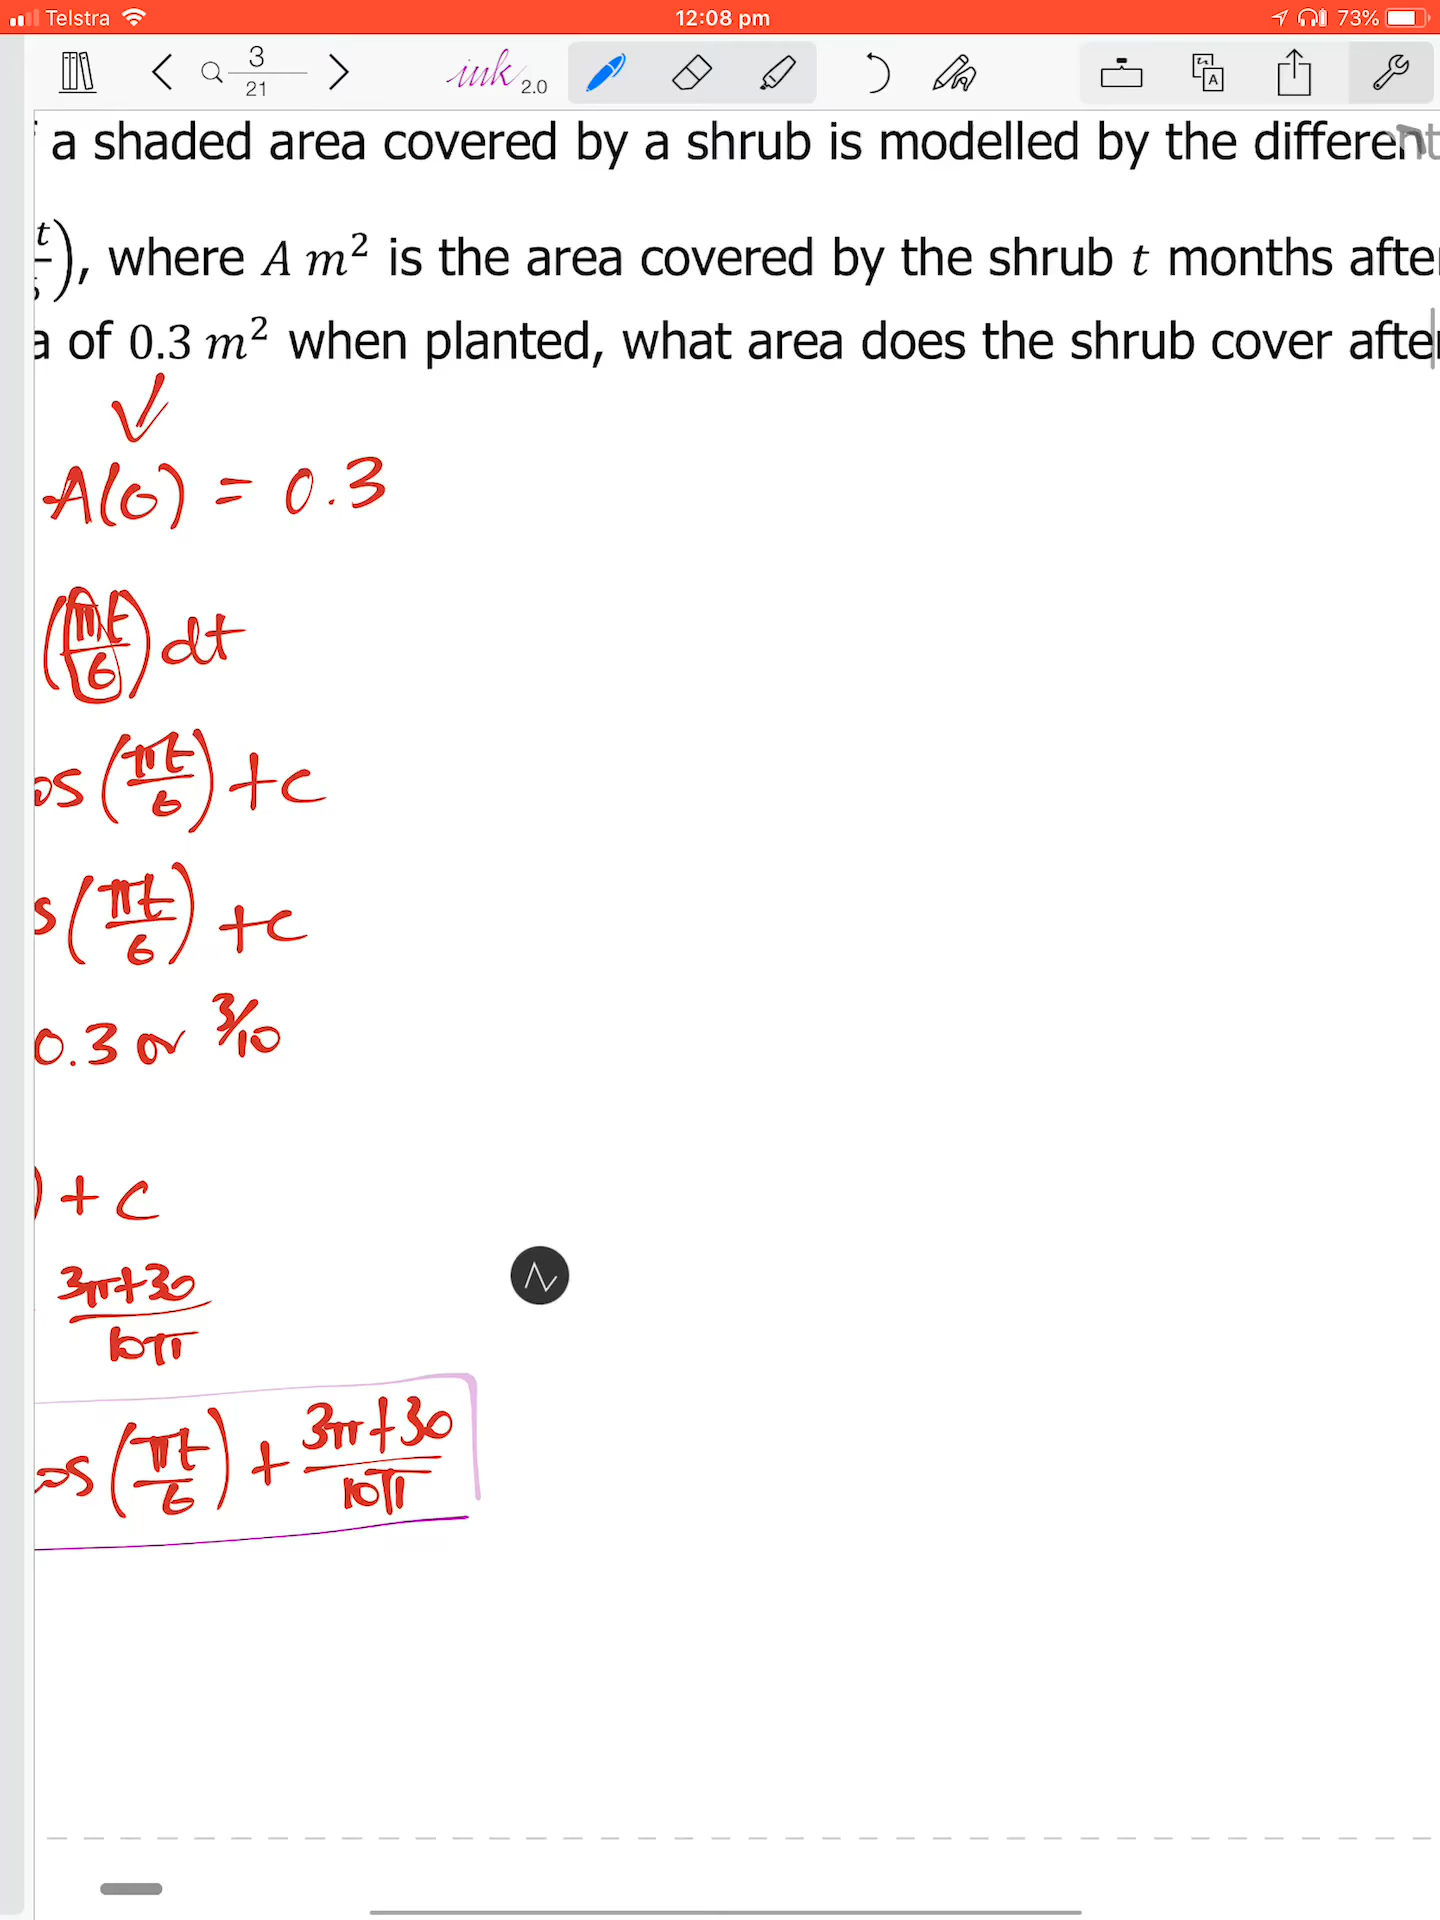 Telstra 12:08 pm 73%
3
21
ink 2.0
a shaded area covered by a shrub is modelled by the different
t
), where A m² is the area covered by the shrub t months after
a of 0.3 m² when planted, what area does the shrub cover after
A(0) = 0.3
(πt/6) dt
os (πt/6) + c
s (πt/6) + c
0.3 or 3/10
) + c
3π+30
10π
os (πt/6) + 3π+30/10π